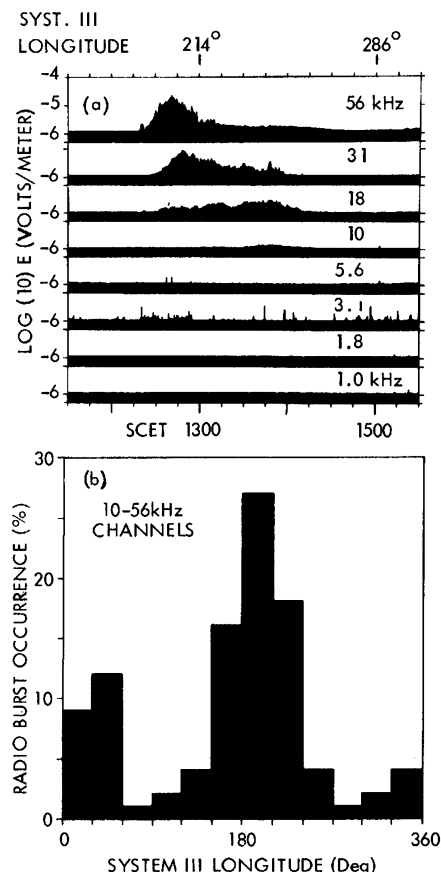 SYST. III
LONGITUDE 214° 286°
-4
(a) 56 kHz
-5
-6
31
-6
18
-6
10
-6
5.6
-6
3.1
-6
1.8
-6
1.0 kHz
-6
LOG (10) E (VOLTS/METER)
SCET 1300 1500
30
(b)
10-56kHz
CHANNELS
20
10
0
RADIO BURST OCCURRENCE (%)
0 180 360
SYSTEM III LONGITUDE (Deg)